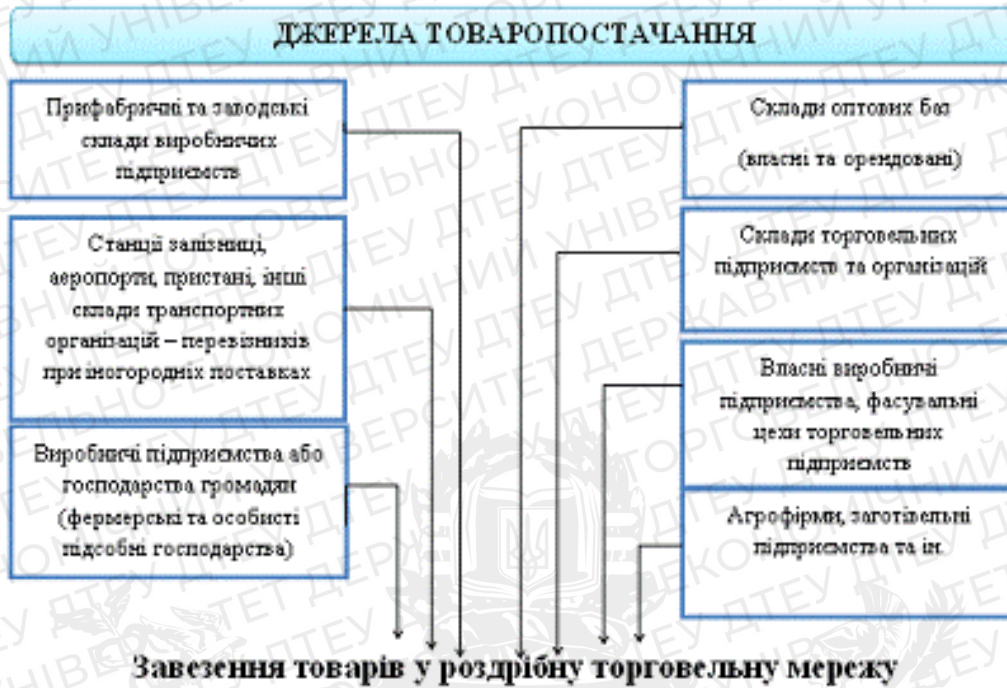 ДЖЕРЕЛА ТОВАРОПОСТАЧАННЯ
Прифабричні та заводські
склади виробничих
підприємств
Станції залізниці,
аеропорти, пристані, інші
склади транспортних
організацій – перевізників
при іногородніх поставках
Виробничі підприємства або
господарства громадян
(фермерські та особисті
підсобні господарства)
Склади оптових баз
(власні та орендовані)
Склади торговельних
підприємств та організацій
Власні виробничі
підприємства, фасувальні
цехи торговельних
підприємств
Агрофірми, заготівельні
підприємства та ін.
Завезення товарів у роздрібну торговельну мережу